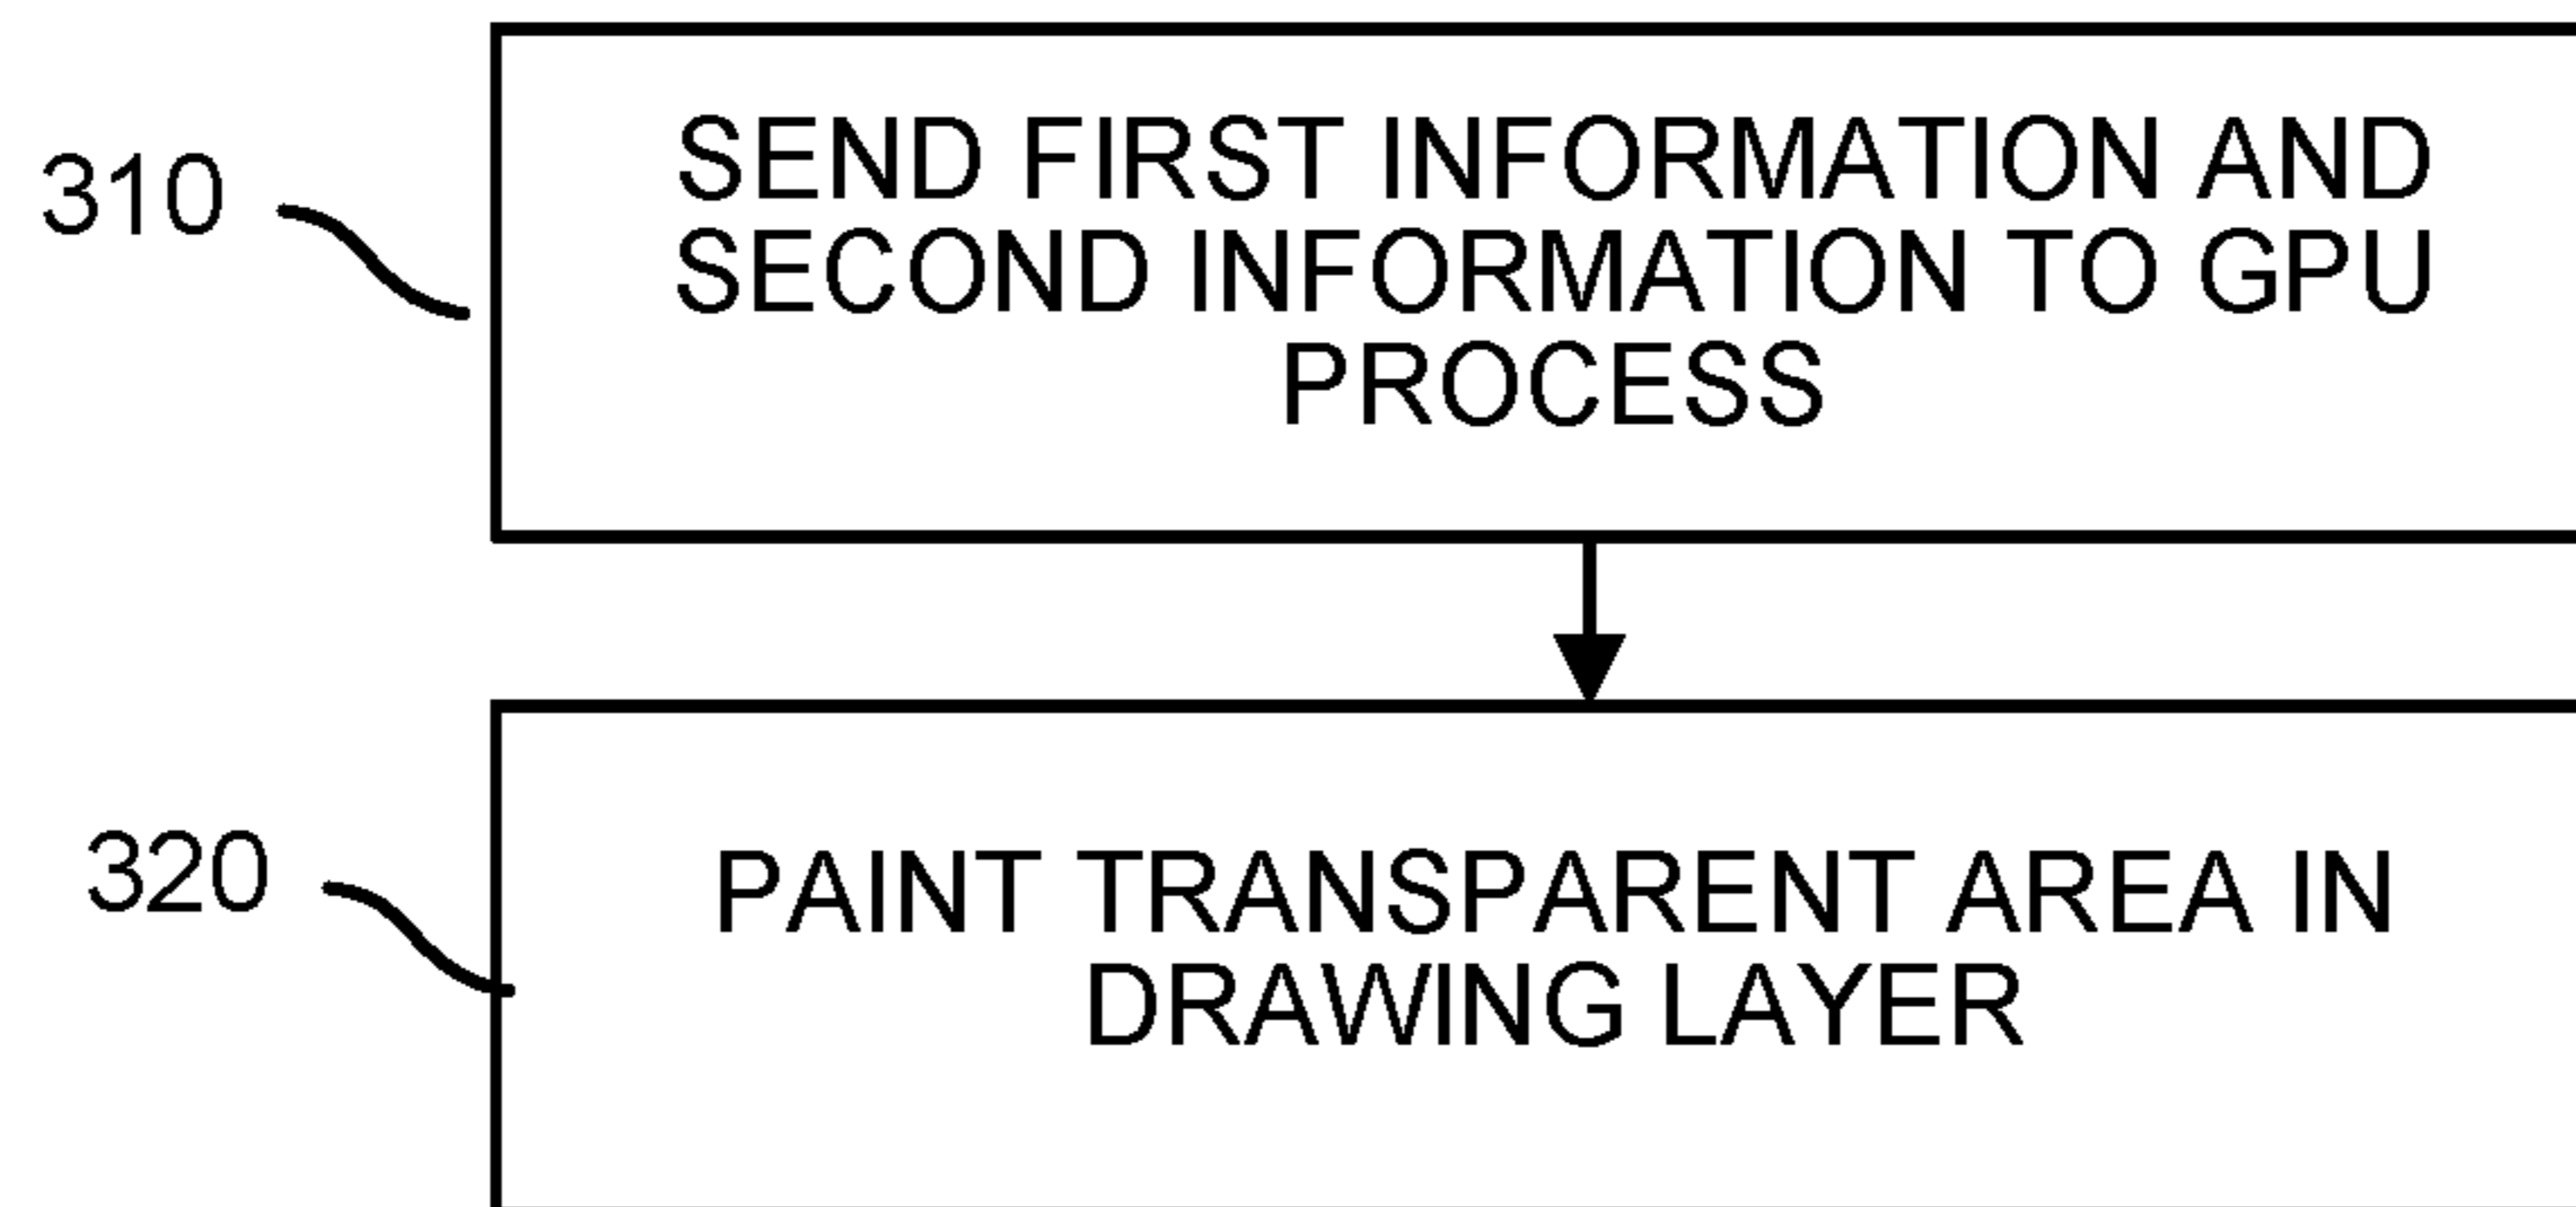 310
SEND FIRST INFORMATION AND
SECOND INFORMATION TO GPU
PROCESS
320
PAINT TRANSPARENT AREA IN
DRAWING LAYER